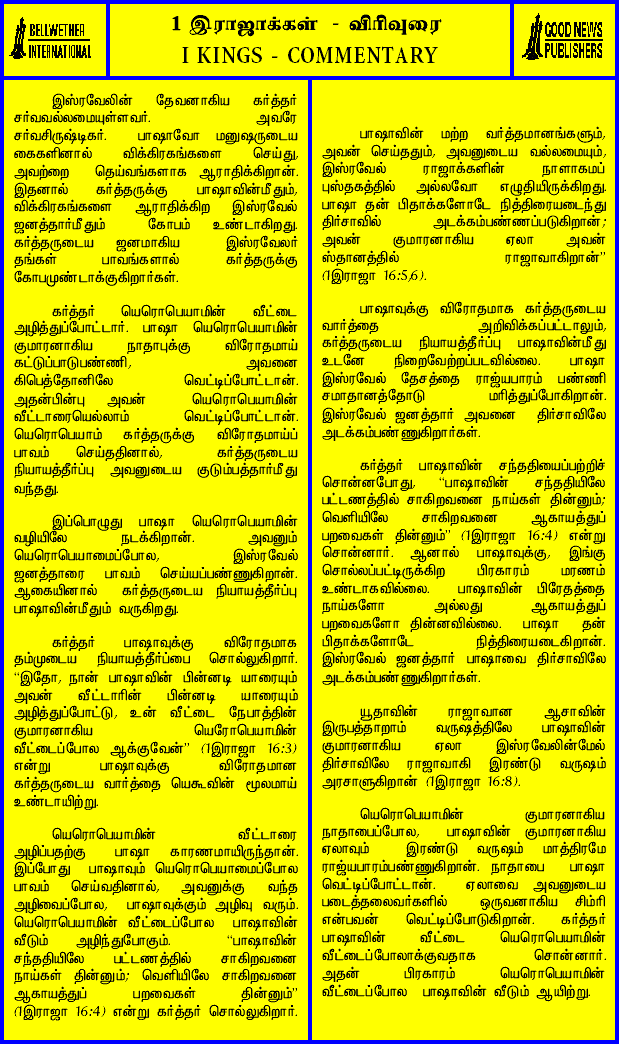 BELLWETHER
INTERNATIONAL
1 இராஜாக்கள் - விரிவுரை
I KINGS - COMMENTARY
GOOD NEWS
PUBLISHERS
இஸ்ரவேலின் தேவனாகிய கர்த்தர்
சர்வவல்லமையுள்ளவர். அவரே
சர்வசிருஷ்டிகர். பாஷாவோ மனுஷருடைய
கைகளினால் விக்கிரகங்களை செய்து,
அவற்றை தெய்வங்களாக ஆராதிக்கிறான்.
இதனால் கர்த்தருக்கு பாஷாவின்மீதும்,
விக்கிரகங்களை ஆராதிக்கிற இஸ்ரவேல்
ஜனத்தார்மீதும் கோபம் உண்டாகிறது.
கர்த்தருடைய ஜனமாகிய இஸ்ரவேலர்
தங்கள் பாவங்களால் கர்த்தருக்கு
கோபமுண்டாக்குகிறார்கள்.
கர்த்தர் யெரொபெயாமின் வீட்டை
அழித்துப்போட்டார். பாஷா யெரொபெயாமின்
குமாரனாகிய நாதாபுக்கு விரோதமாய்
கட்டுப்பாடுபண்ணி, அவனை
கிபெத்தோனிலே வெட்டிப்போட்டான்.
அதன்பின்பு அவன் யெரொபெயாமின்
வீட்டாரையெல்லாம் வெட்டிப்போட்டான்.
யெரொபெயாம் கர்த்தருக்கு விரோதமாய்ப்
பாவம் செய்ததினால், கர்த்தருடைய
நியாயத்தீர்ப்பு அவனுடைய குடும்பத்தார்மீது
வந்தது.
இப்பொழுது பாஷா யெரொபெயாமின்
வழியிலே நடக்கிறான். அவனும்
யெரொபெயாமைப்போல, இஸ்ரவேல்
ஜனத்தாரை பாவம் செய்யப்பண்ணுகிறான்.
ஆகையினால் கர்த்தருடைய நியாயத்தீர்ப்பு
பாஷாவின்மீதும் வருகிறது.
கர்த்தர் பாஷாவுக்கு விரோதமாக
தம்முடைய நியாயத்தீர்ப்பை சொல்லுகிறார்.
“இதோ, நான் பாஷாவின் பின்னடி யாரையும்
அவன் வீட்டாரின் பின்னடி யாரையும்
அழித்துப்போட்டு, உன் வீட்டை நேபாத்தின்
குமாரனாகிய யெரோபெயாமின்
வீட்டைப்போல ஆக்குவேன்” (1இராஜா 16:3)
என்று பாஷாவுக்கு விரோதமான
கர்த்தருடைய வார்த்தை யெகூவின் மூலமாய்
உண்டாயிற்று.
யெரொபெயாமின் வீட்டாரை
அழிப்பதற்கு பாஷா காரணமாயிருந்தான்.
இப்போது பாஷாவும் யெரொபெயாமைப்போல
பாவம் செய்வதினால், அவனுக்கு வந்த
அழிவைப்போல, பாஷாவுக்கும் அழிவு வரும்.
யெரொபெயாமின் வீட்டைப்போல பாஷாவின்
வீடும் அழிந்துபோகும். “பாஷாவின்
சந்ததியிலே பட்டணத்தில் சாகிறவனை
நாய்கள் தின்னும்; வெளியிலே சாகிறவனை
ஆகாயத்துப் பறவைகள் தின்னும்”
(1இராஜா 16:4) என்று கர்த்தர் சொல்லுகிறார்.
பாஷாவின் மற்ற வர்த்தமானங்களும்,
அவன் செய்ததும், அவனுடைய வல்லமையும்,
இஸ்ரவேல் ராஜாக்களின் நாளாகமப்
புஸ்தகத்தில் அல்லவோ எழுதியிருக்கிறது.
பாஷா தன் பிதாக்களோடே நித்திரையடைந்து
திர்சாவில் அடக்கம்பண்ணப்படுகிறான்;
அவன் குமாரனாகிய ஏலா அவன்
ஸ்தானத்தில் ராஜாவாகிறான்”
(1இராஜா 16:5,6).
பாஷாவுக்கு விரோதமாக கர்த்தருடைய
வார்த்தை அறிவிக்கப்பட்டாலும்,
கர்த்தருடைய நியாயத்தீர்ப்பு பாஷாவின்மீது
உடனே நிறைவேற்றப்படவில்லை. பாஷா
இஸ்ரவேல் தேசத்தை ராஜ்யபாரம் பண்ணி
சமாதானத்தோடு மரித்துப்போகிறான்.
இஸ்ரவேல் ஜனத்தார் அவனை திர்சாவிலே
அடக்கம்பண்ணுகிறார்கள்.
கர்த்தர் பாஷாவின் சந்ததியைப்பற்றிச்
சொன்னபோது, “பாஷாவின் சந்ததியிலே
பட்டணத்தில் சாகிறவனை நாய்கள் தின்னும்;
வெளியிலே சாகிறவனை ஆகாயத்துப்
பறவைகள் தின்னும்” (1இராஜா 16:4) என்று
சொன்னார். ஆனால் பாஷாவுக்கு, இங்கு
சொல்லப்பட்டிருக்கிற பிரகாரம் மரணம்
உண்டாகவில்லை. பாஷாவின் பிரேதத்தை
நாய்களோ அல்லது ஆகாயத்துப்
பறவைகளோ தின்னவில்லை. பாஷா தன்
பிதாக்களோடே நித்திரையடைகிறான்.
இஸ்ரவேல் ஜனத்தார் பாஷாவை திர்சாவிலே
அடக்கம்பண்ணுகிறார்கள்.
யூதாவின் ராஜாவான ஆசாவின்
இருபத்தாறாம் வருஷத்திலே பாஷாவின்
குமாரனாகிய ஏலா இஸ்ரவேலின்மேல்
திர்சாவிலே ராஜாவாகி இரண்டு வருஷம்
அரசாளுகிறான் (1இராஜா 16:8).
யெரொபெயாமின் குமாரனாகிய
நாதாபைப்போல, பாஷாவின் குமாரனாகிய
ஏலாவும் இரண்டு வருஷம் மாத்திரமே
ராஜ்யபாரம்பண்ணுகிறான். நாதாபை பாஷா
வெட்டிப்போட்டான். ஏலாவை அவனுடைய
படைத்தலைவர்களில் ஒருவனாகிய சிம்ரி
என்பவன் வெட்டிப்போடுகிறான். கர்த்தர்
பாஷாவின் வீட்டை யெரொபெயாமின்
வீட்டைப்போலாக்குவதாக சொன்னார்.
அதன் பிரகாரம் யெரொபெயாமின்
வீட்டைப்போல பாஷாவின் வீடும் ஆயிற்று.